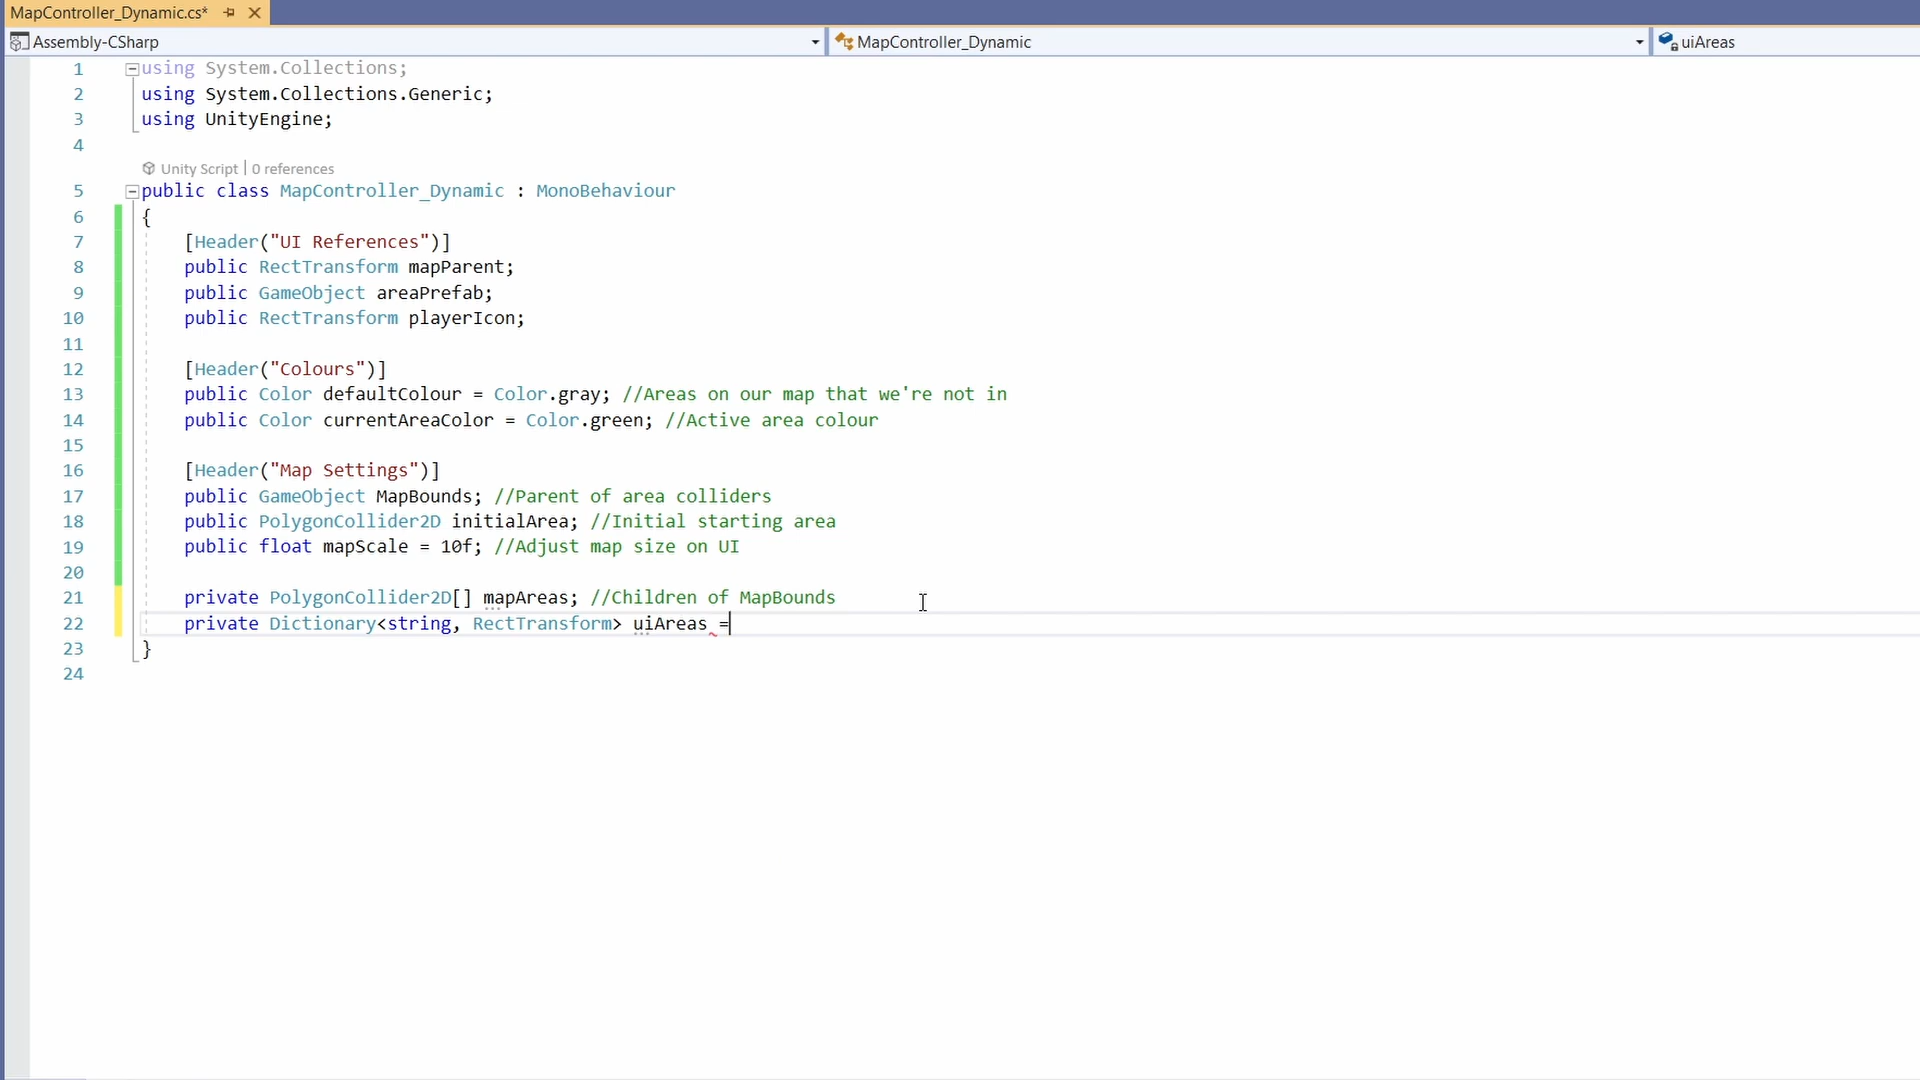 MapController_Dynamic.cs*
Assembly-CSharp MapController_Dynamic uiAreas
1 using System.Collections;
2 using System.Collections.Generic;
3 using UnityEngine;
4
Unity Script | 0 references
5 public class MapController_Dynamic : MonoBehaviour
6 {
7 [Header("UI References")]
8 public RectTransform mapParent;
9 public GameObject areaPrefab;
10 public RectTransform playerIcon;
11
12 [Header("Colours")]
13 public Color defaultColour = Color.gray; //Areas on our map that we're not in
14 public Color currentAreaColor = Color.green; //Active area colour
15
16 [Header("Map Settings")]
17 public GameObject MapBounds; //Parent of area colliders
18 public PolygonCollider2D initialArea; //Initial starting area
19 public float mapScale = 10f; //Adjust map size on UI
20
21 private PolygonCollider2D[] mapAreas; //Children of MapBounds
22 private Dictionary<string, RectTransform> uiAreas =
23 }
24